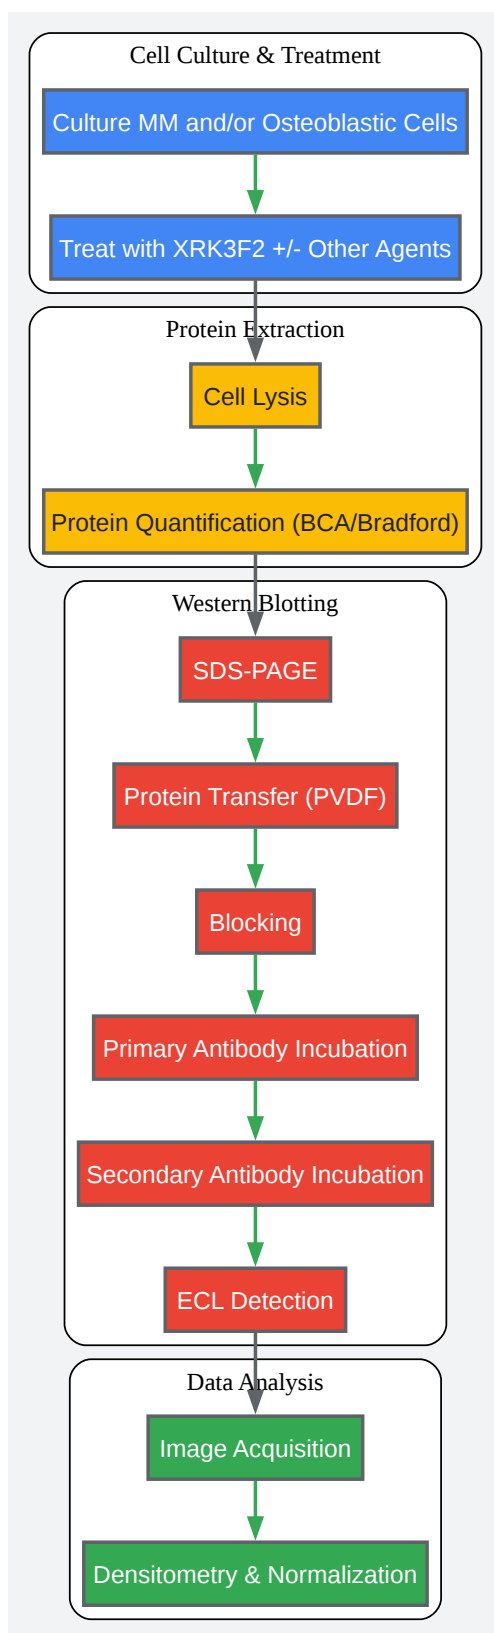 Cell Culture & Treatment
Culture MM and/or Osteoblastic Cells
Treat with XRK3F2 +/- Other Agents
Protein Extraction
Cell Lysis
Protein Quantification (BCA/Bradford)
Western Blotting
SDS-PAGE
Protein Transfer (PVDF)
Blocking
Primary Antibody Incubation
Secondary Antibody Incubation
ECL Detection
Data Analysis
Image Acquisition
Densitometry & Normalization